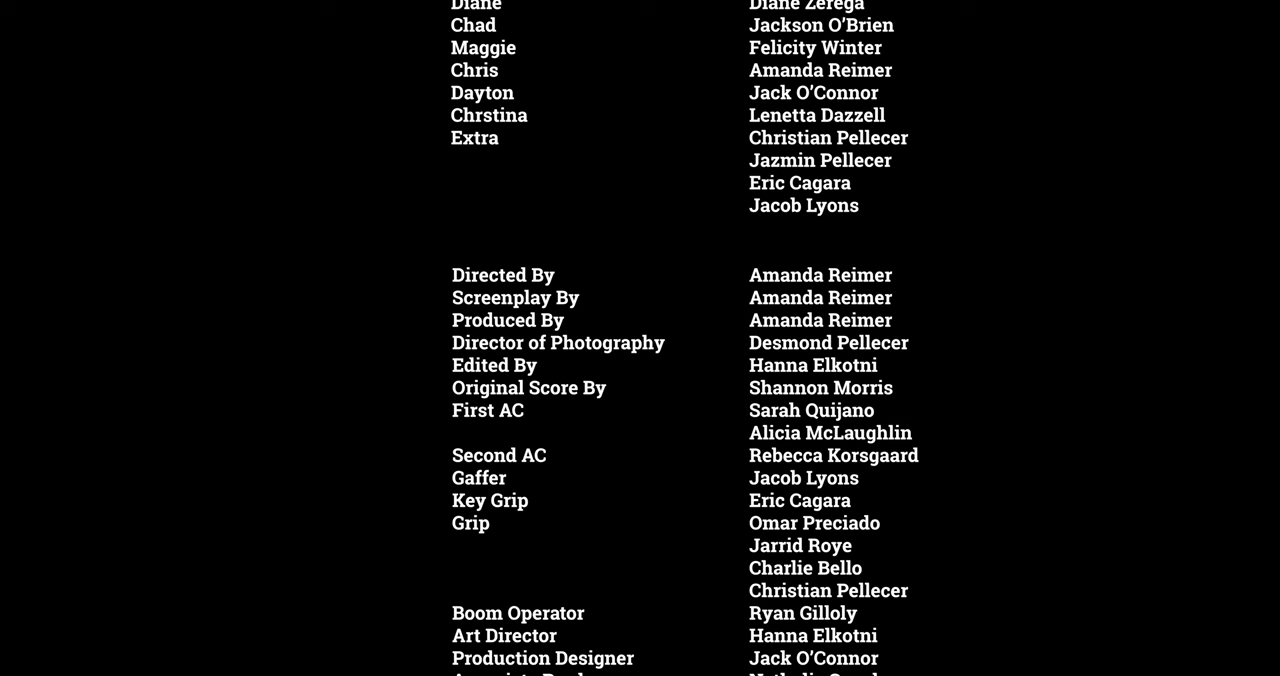 Diane Diane Zerega
Chad Jackson O’Brien
Maggie Felicity Winter
Chris Amanda Reimer
Dayton Jack O’Connor
Chrstina Lenetta Dazzell
Extra Christian Pellecer
Jazmin Pellecer
Eric Cagara
Jacob Lyons
Directed By Amanda Reimer
Screenplay By Amanda Reimer
Produced By Amanda Reimer
Director of Photography Desmond Pellecer
Edited By Hanna Elkotni
Original Score By Shannon Morris
First AC Sarah Quijano
Alicia McLaughlin
Second AC Rebecca Korsgaard
Gaffer Jacob Lyons
Key Grip Eric Cagara
Grip Omar Preciado
Jarrid Roye
Charlie Bello
Christian Pellecer
Boom Operator Ryan Gilloly
Art Director Hanna Elkotni
Production Designer Jack O’Connor